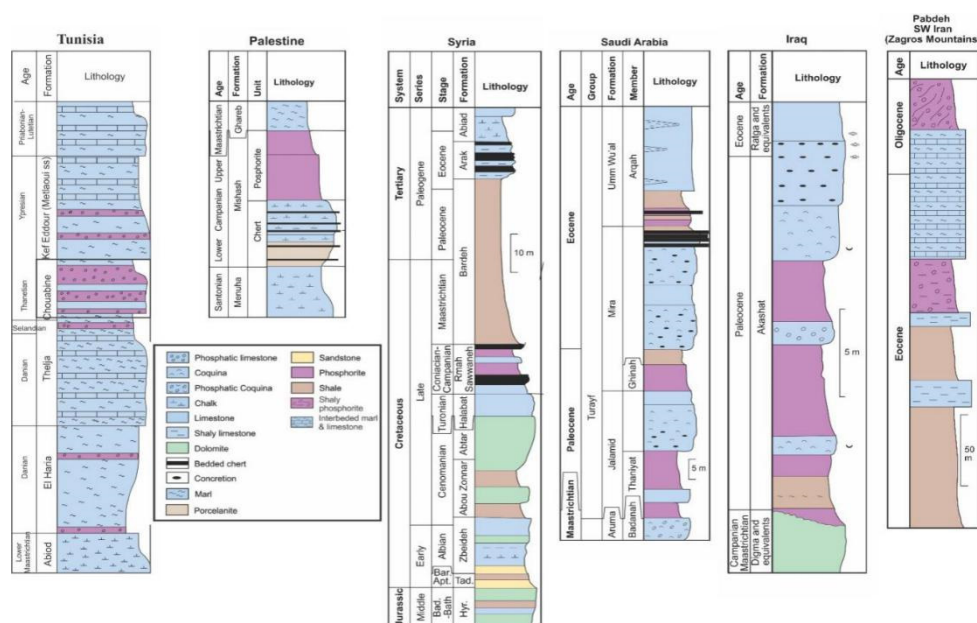 Tunisia
Age
Formation
Lithology
Priabonian-
Lutetian
Ypresian
Kef Eddour (Metlaoui ss)
Thanetian
Chouabine
Selandian
Danian
Thelja
Danian
El Haria
Lower
Maastrichtian
Abiod
Palestine
Age
Formation
Unit
Lithology
Maastrichtian
Ghareb
Upper
Campanian
Lower
Mishash
Posphorite
Chert
Santonian
Menuha
Phosphatic limestone
Coquina
Phosphatic Coquina
Chalk
Limestone
Shaly limestone
Dolomite
Bedded chert
Concretion
Marl
Porcelanite
Sandstone
Phosphorite
Shale
Shaly
phosphorite
Interbeded marl
& limestone
Syria
System
Series
Stage
Formation
Lithology
Tertiary
Paleogene
Eocene
Abiad
Arak
Paleocene
Bardeh
10 m
Cretaceous
Late
Maastrichtian
Coniacian-
Campanian
Rmah
Sawwaneh
Turonian
Halabat
Cenomanian
Abtar
Abou Zonnar
Early
Albian
Zbeideh
Bar.
Apt.
Tad.
Jurassic
Middle
Bad.
-Bath
Hyr.
Saudi Arabia
Age
Group
Formation
Member
Lithology
Eocene
Umm Wu'al
Arqah
Mira
Paleocene
Turayf
Ghinah
Jalamid
Thaniyat
5 m
Maastrichtian
Aruma
Badanah
Iraq
Age
Formation
Lithology
Eocene
Ratga and
equivalents
Paleocene
Akashat
5 m
Campanian
Maastrichtian
Digma and
equivalents
Pabdeh
SW Iran
(Zagros Mountains)
Age
Lithology
Oligocene
Eocene
50
m